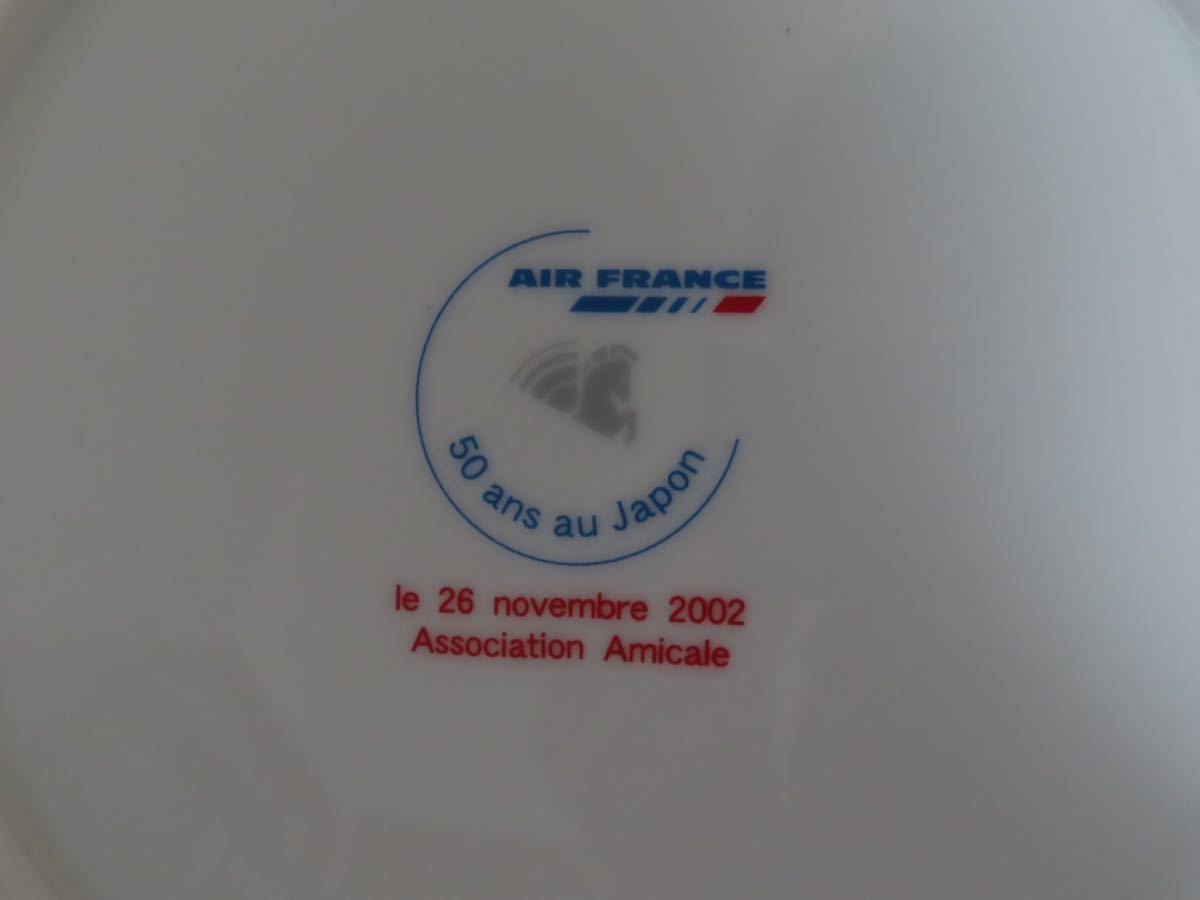 AIR FRANCE
50 ans au Japon
le 26 novembre 2002
Association Amicale